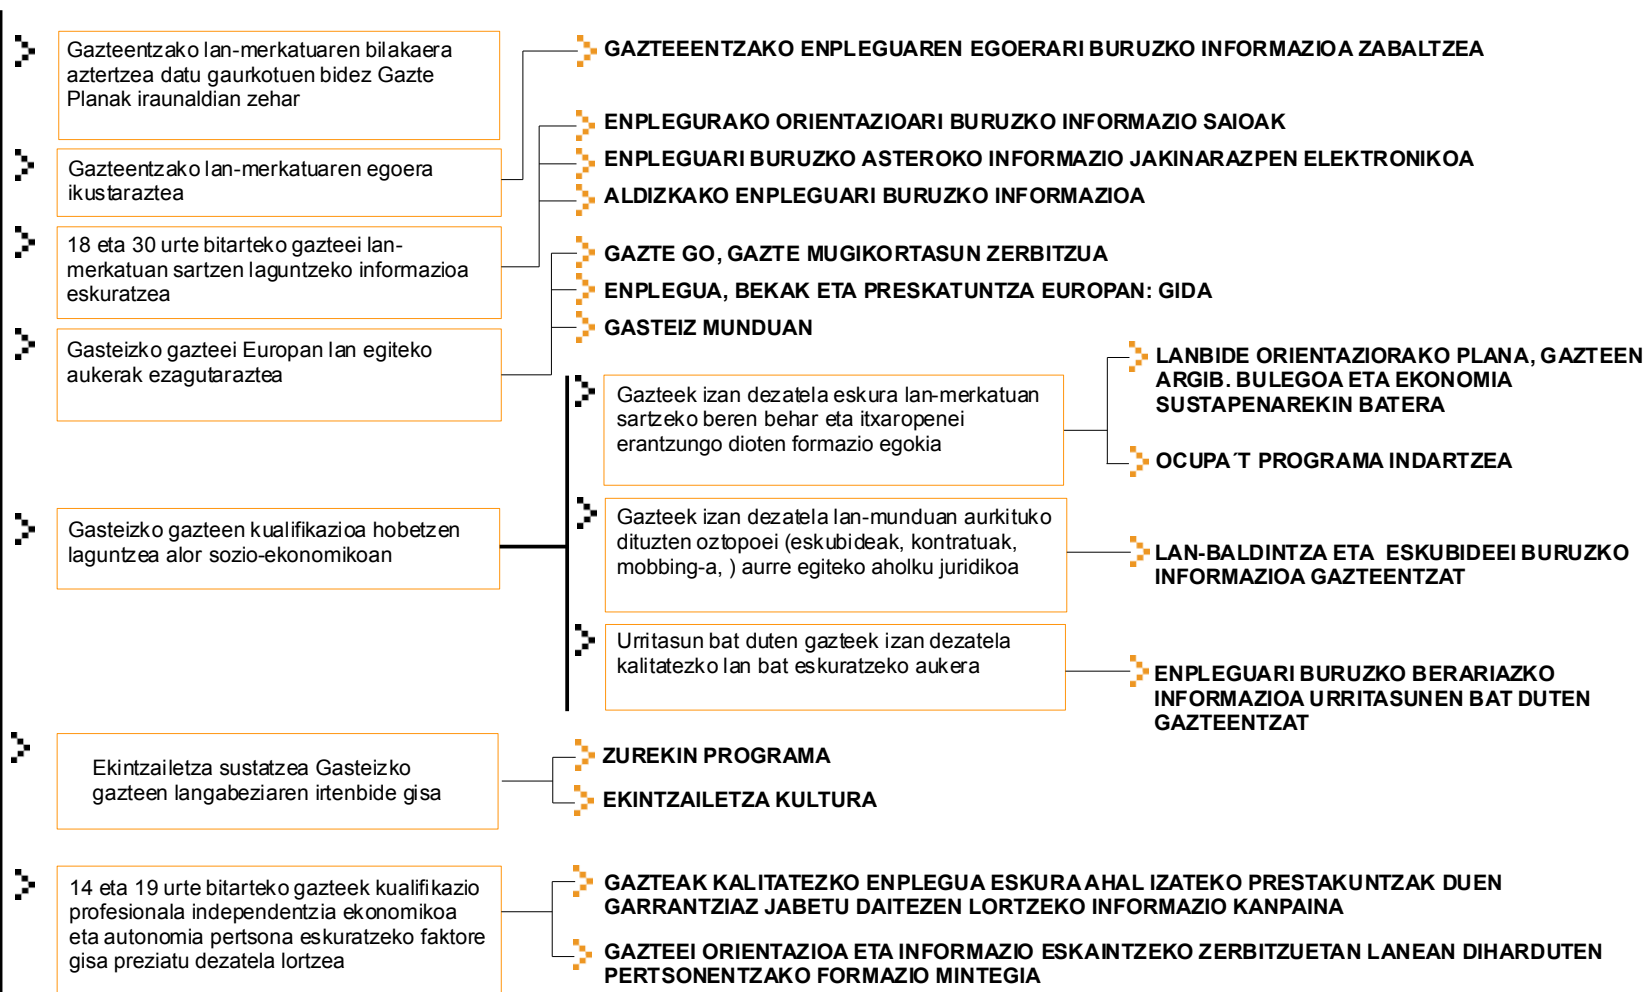 Gazteentzako lan-merkatuaren bilakaera
aztertzea datu gaurkotuen bidez Gazte
Planak iraunaldian zehar
GAZTEEENTZAKO ENPLEGUAREN EGOERARI BURUZKO INFORMAZIOA ZABALTZEA
Gazteentzako lan-merkatuaren egoera
ikustaraztea
ENPLEGURAKO ORIENTAZIOARI BURUZKO INFORMAZIO SAIOAK
ENPLEGUARI BURUZKO ASTEROKO INFORMAZIO JAKINARAZPEN ELEKTRONIKOA
ALDIZKAKO ENPLEGUARI BURUZKO INFORMAZIOA
18 eta 30 urte bitarteko gazteei lan-
merkatuan sartzen laguntzeko informazioa
eskuratzea
GAZTE GO, GAZTE MUGIKORTASUN ZERBITZUA
ENPLEGUA, BEKAK ETA PRESKATUNTZA EUROPAN: GIDA
GASTEIZ MUNDUAN
Gasteizko gazteei Europan lan egiteko
aukerak ezagutaraztea
Gazteek izan dezatela eskura lan-merkatuan
sartzeko beren behar eta itxaropenei
erantzungo dioten formazio egokia
LANBIDE ORIENTAZIORAKO PLANA, GAZTEEN
ARGIB. BULEGOA ETA EKONOMIA
SUSTAPENAREKIN BATERA
OCUPA´T PROGRAMA INDARTZEA
Gasteizko gazteen kualifikazioa hobetzen
laguntzea alor sozio-ekonomikoan
Gazteek izan dezatela lan-munduan aurkituko
dituzten oztopoei (eskubideak, kontratuak,
mobbing-a, ) aurre egiteko aholku juridikoa
LAN-BALDINTZA ETA ESKUBIDEEI BURUZKO
INFORMAZIOA GAZTEENTZAT
Urritasun bat duten gazteek izan dezatela
kalitatezko lan bat eskuratzeko aukera
ENPLEGUARI BURUZKO BERARIAZKO
INFORMAZIOA URRITASUNEN BAT DUTEN
GAZTEENTZAT
Ekintzailetza sustatzea Gasteizko
gazteen langabeziaren irtenbide gisa
ZUREKIN PROGRAMA
EKINTZAILETZA KULTURA
14 eta 19 urte bitarteko gazteek kualifikazio
profesionala independentzia ekonomikoa
eta autonomia pertsona eskuratzeko faktore
gisa preziatu dezatela lortzea
GAZTEAK KALITATEZKO ENPLEGUA ESKURA AHAL IZATEKO PRESTAKUNTZAK DUEN
GARRANTZIAZ JABETU DAITEZEN LORTZEKO INFORMAZIO KANPAINA
GAZTEEI ORIENTAZIOA ETA INFORMAZIO ESKAINTZEKO ZERBITZUETAN LANEAN DIHARDUTEN
PERTSONENTZAKO FORMAZIO MINTEGIA